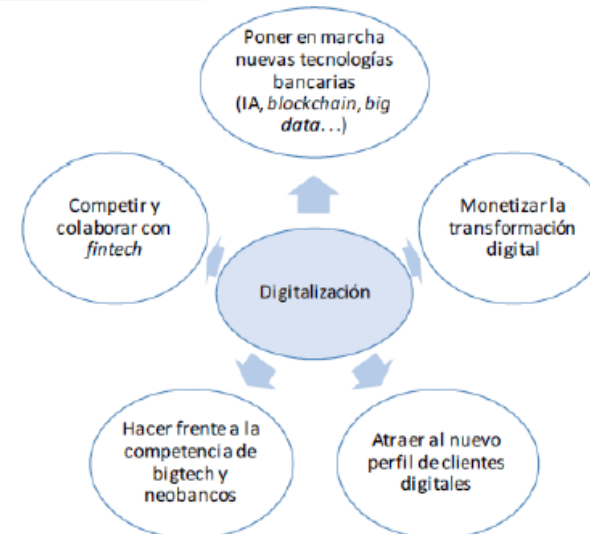 Poner en marcha
nuevas tecnologías
bancarias
(IA, blockchain, big
data...)
Competir y
colaborar con
fintech
Monetizar la
transformación
digital
Digitalización
Hacer frente a la
competencia de
bigtech y
neobancos
Atraer al nuevo
perfil de clientes
digitales